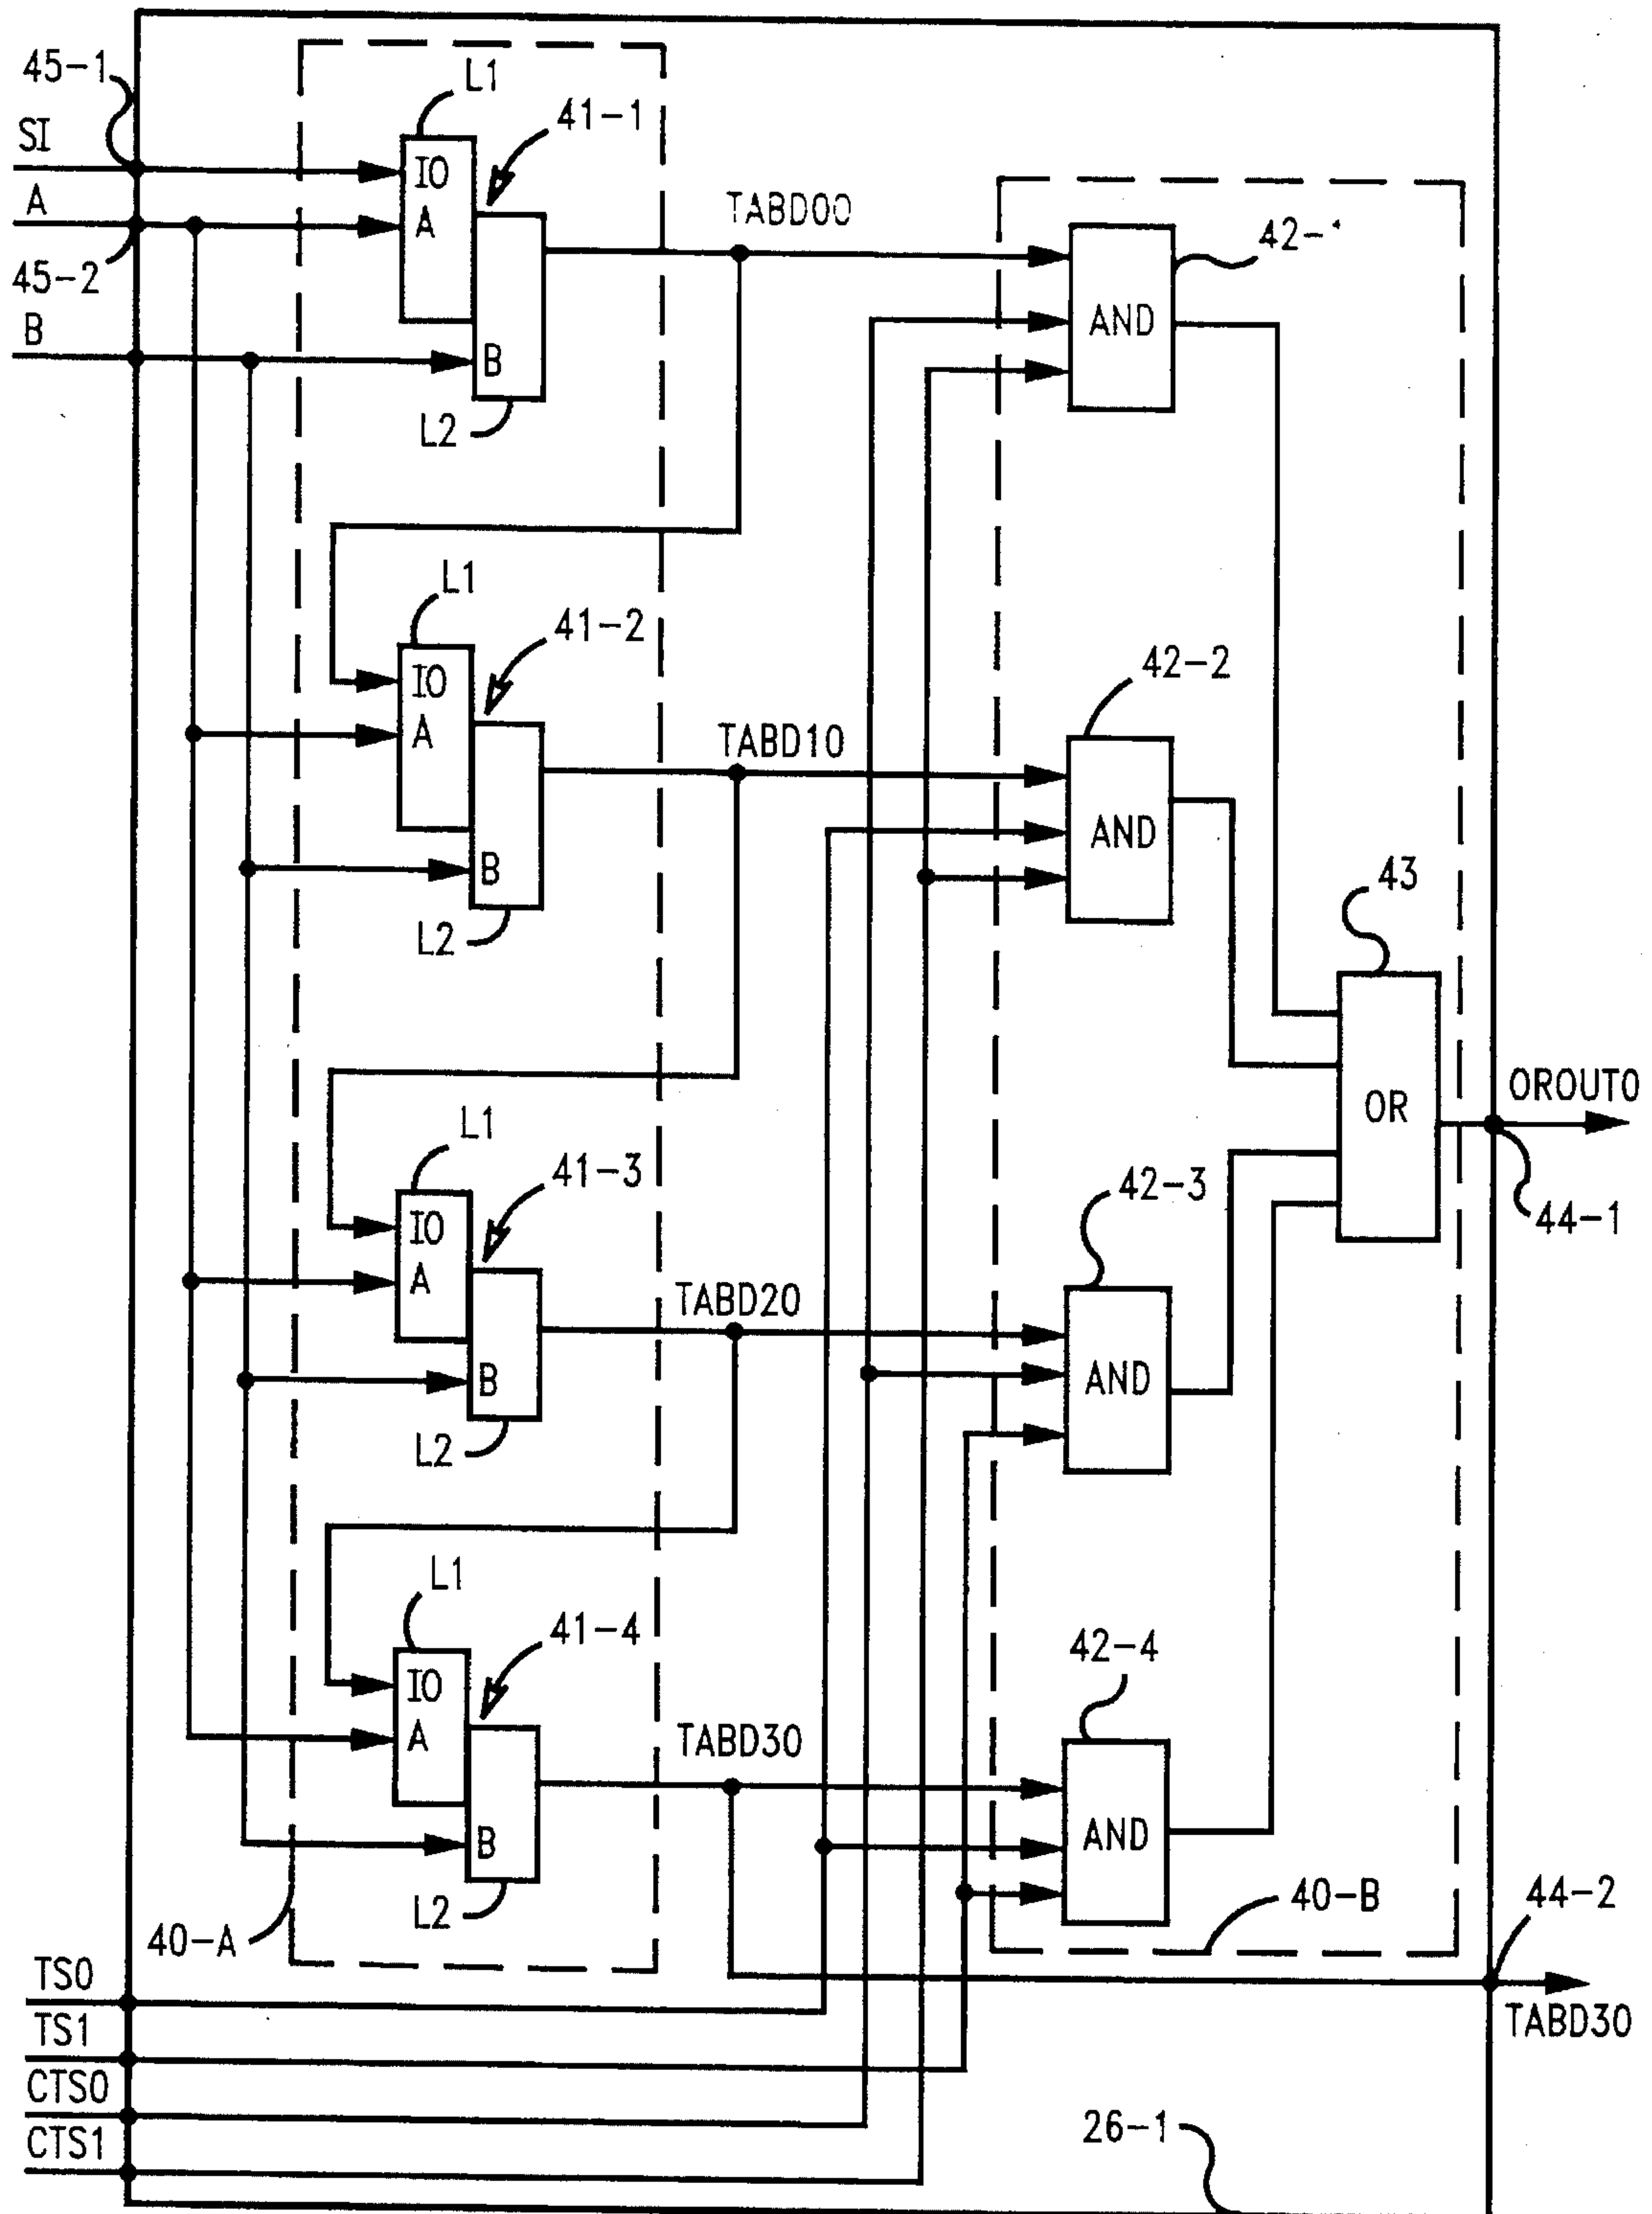 45-1
SI
A
45-2
B
L1
IO
A
41-1
B
L2
TABD00
42-
AND
L1
IO
A
41-2
B
L2
TABD10
42-2
AND
L1
IO
A
41-3
B
L2
TABD20
42-3
AND
43
OR
OROUT0
44-1
L1
IO
A
41-4
B
L2
TABD30
42-4
AND
40-A
40-B
44-2
TABD30
TS0
TS1
CTS0
CTS1
26-1